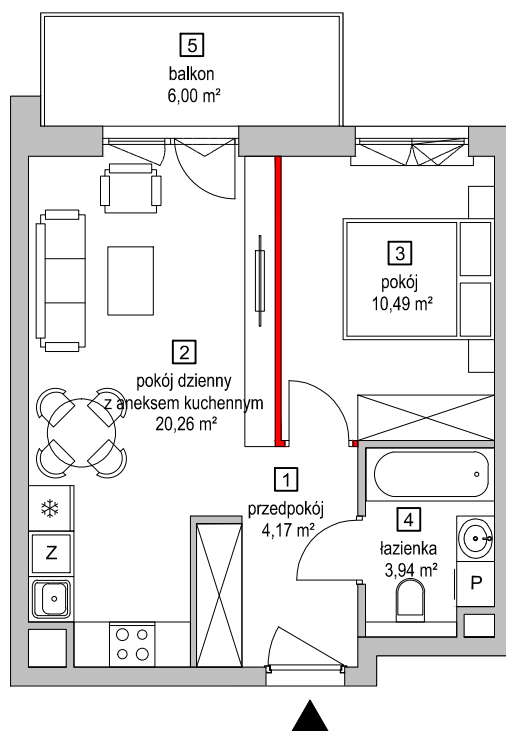 5
balkon
6,00 m²
3
pokój
10,49 m²
2
pokój dzienny
z aneksem kuchennym
20,26 m²
1
przedpokój
4,17 m²
4
łazienka
3,94 m²
Z
P